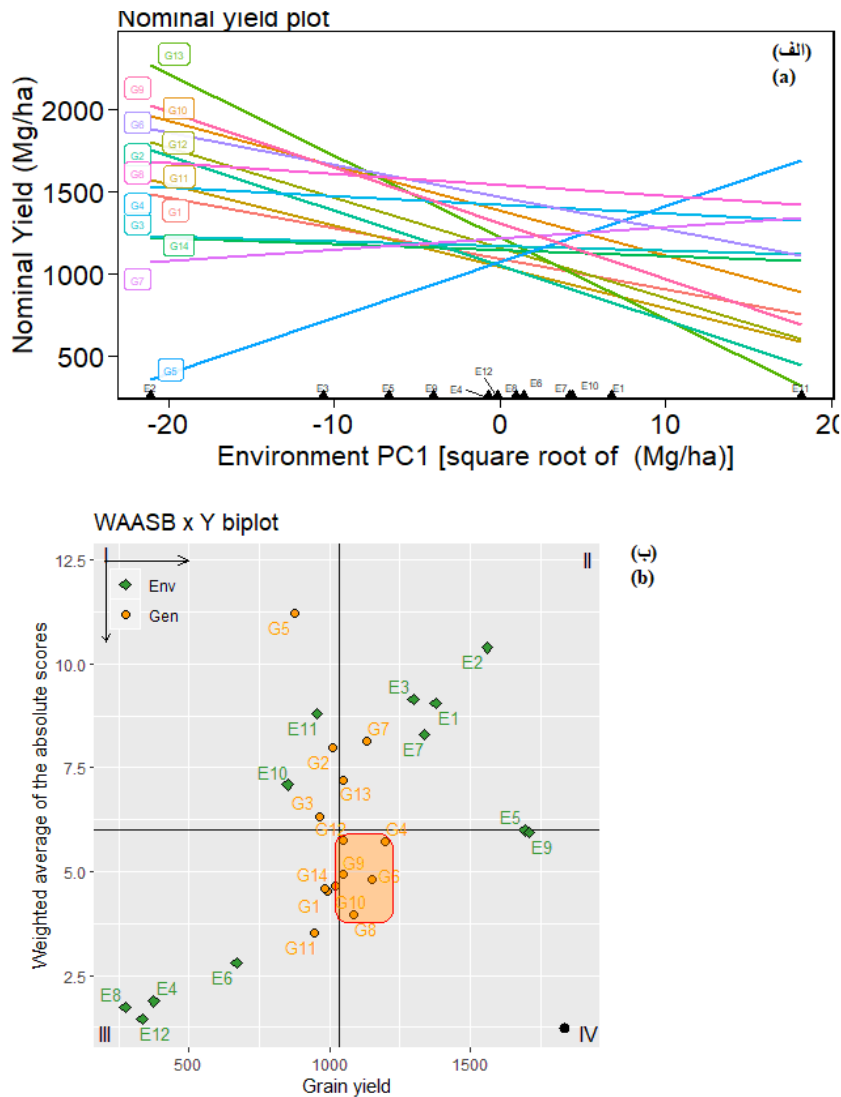 Nominal yield plot
(الف)
(a)
Nominal Yield (Mg/ha)
2000
1500
1000
500
G13
G9
G10
G6
G12
G2
G8
G11
G4
G1
G3
G14
G7
G5
E2
E3
E5
E9
E4
E12
E8
E6
E7
E10
E1
E11
-20
-10
0
10
20
Environment PC1 [square root of (Mg/ha)]
WAASB x Y biplot
(ب)
(b)
Weighted average of the absolute scores
12.5
10.0
7.5
5.0
2.5
I
II
Env
Gen
G5
E2
E3
E1
E11
G7
E7
G2
E10
G13
G3
E5
G12
G4
E9
G9
G14
G6
G1
G10
G8
G11
E6
E8
E4
E12
III
IV
500
1000
1500
Grain yield